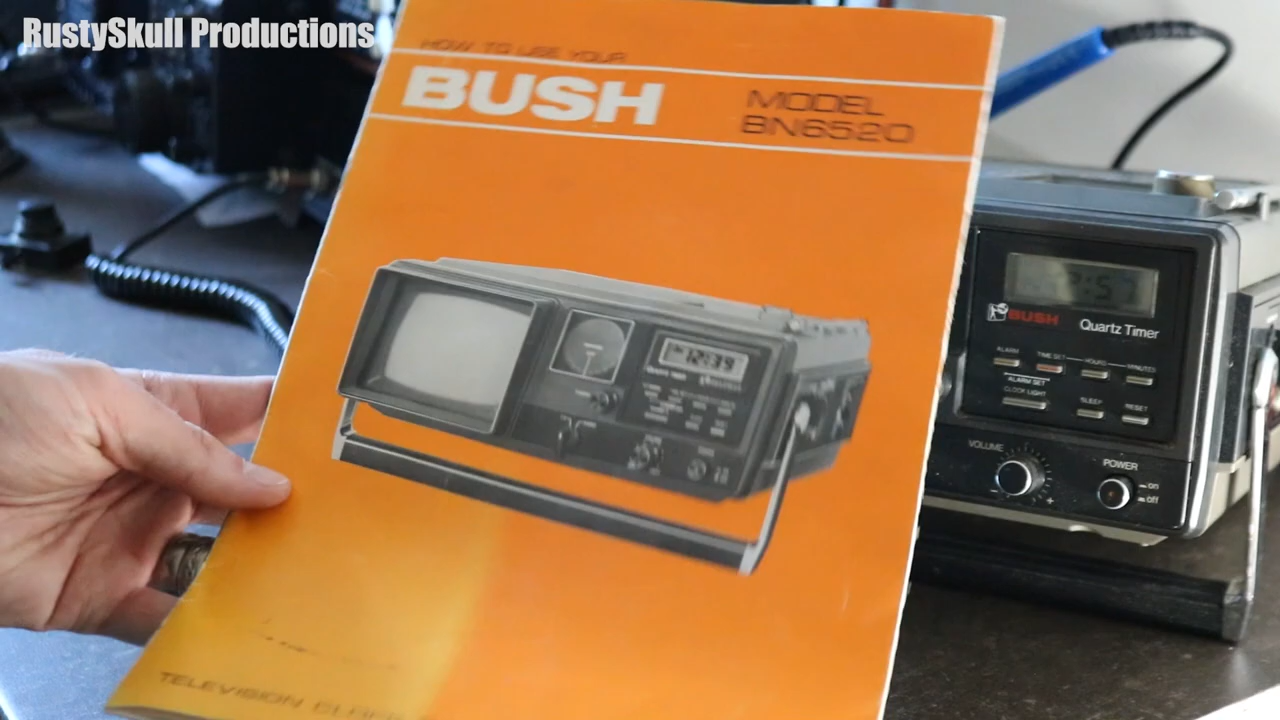 RustySkull Productions
HOW TO USE YOUR
BUSH
MODEL
BN6520
TELEVISION
BUSH
Quartz Timer
ALARM
TIME SET
HOURS
MINUTES
ALARM SET
CLOCK LIGHT
SLEEP
RESET
VOLUME
- +
POWER
on
off